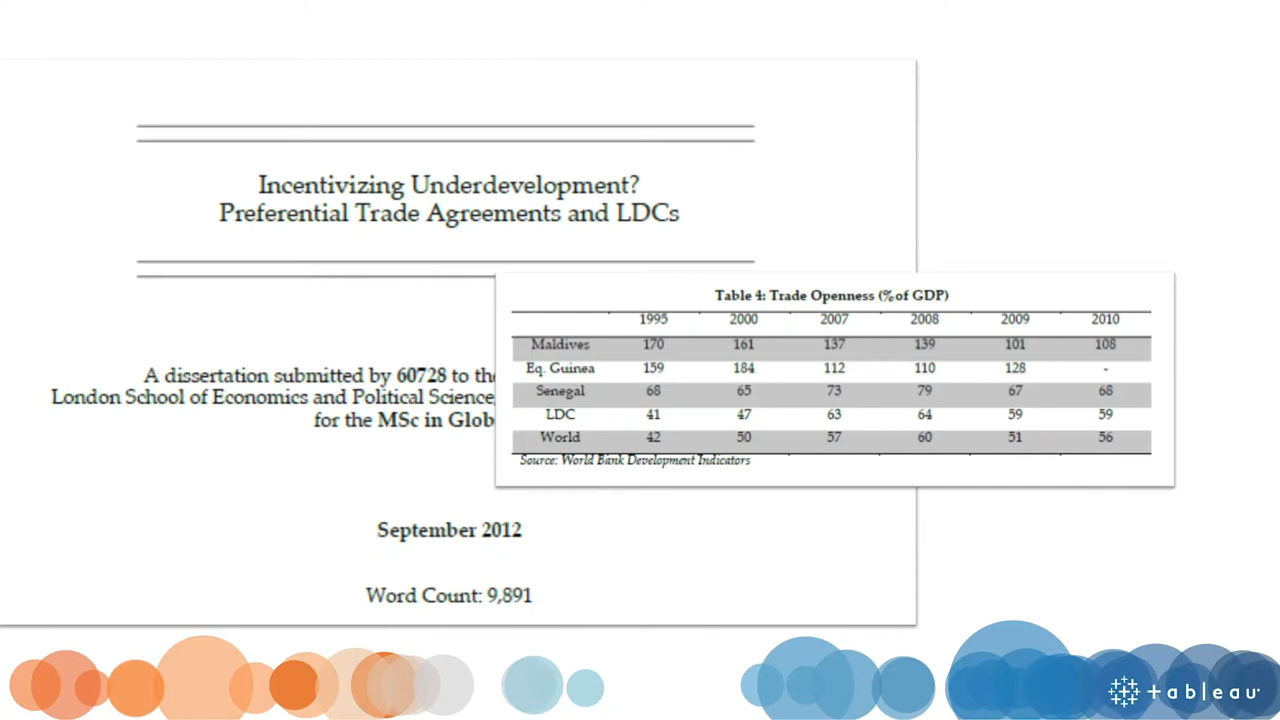 Incentivizing Underdevelopment?
Preferential Trade Agreements and LDCs
A dissertation submitted by 60728 to the
London School of Economics and Political Science,
for the MSc in Glob
September 2012
Word Count: 9,891
Table 4: Trade Openness (% of GDP)
1995 2000 2007 2008 2009 2010
Maldives 170 161 137 139 101 108
Eq. Guinea 159 184 112 110 128 -
Senegal 68 65 73 79 67 68
LDC 41 47 63 64 59 59
World 42 50 57 60 51 56
Source: World Bank Development Indicators
tableau